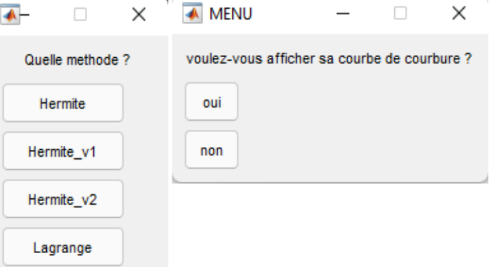 Quelle methode ?
Hermite
Hermite_v1
Hermite_v2
Lagrange
MENU
voulez-vous afficher sa courbe de courbure ?
oui
non